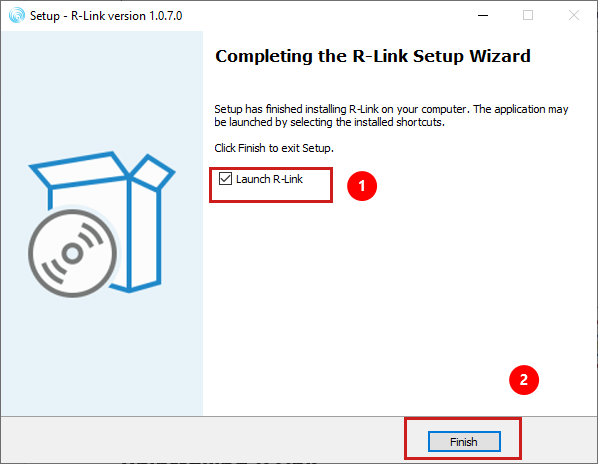 Setup - R-Link version 1.0.7.0
Completing the R-Link Setup Wizard
Setup has finished installing R-Link on your computer. The application may
be launched by selecting the installed shortcuts.
Click Finish to exit Setup.
Launch R-Link
1
2
Finish